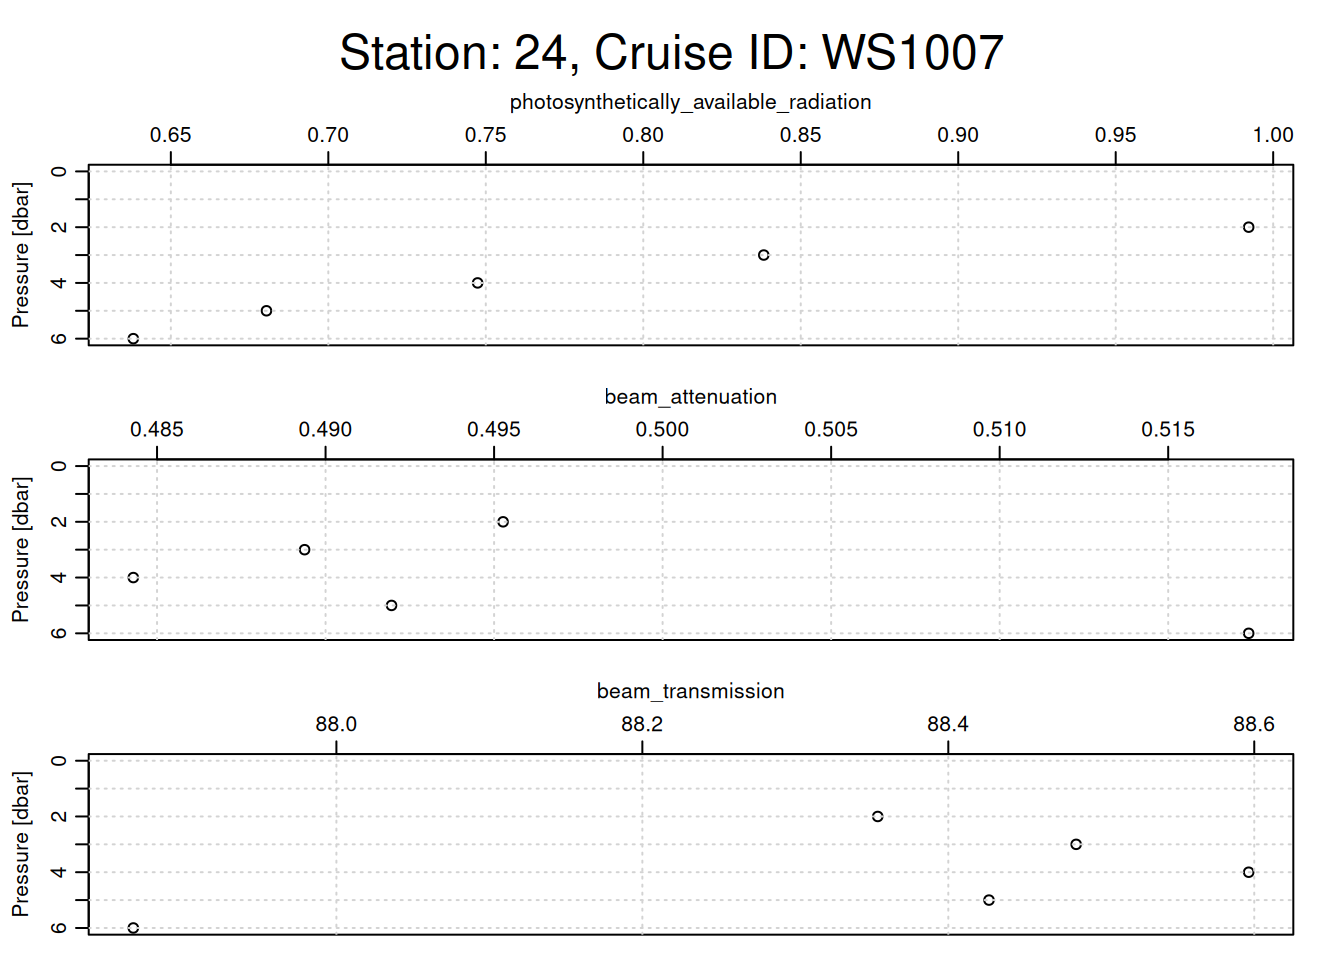 Station: 24, Cruise ID: WS1007
photosynthetically_available_radiation
0.65 0.70 0.75 0.80 0.85 0.90 0.95 1.00
Pressure [dbar]
0
2
4
6
beam_attenuation
0.485 0.490 0.495 0.500 0.505 0.510 0.515
Pressure [dbar]
0
2
4
6
beam_transmission
88.0 88.2 88.4 88.6
Pressure [dbar]
0
2
4
6